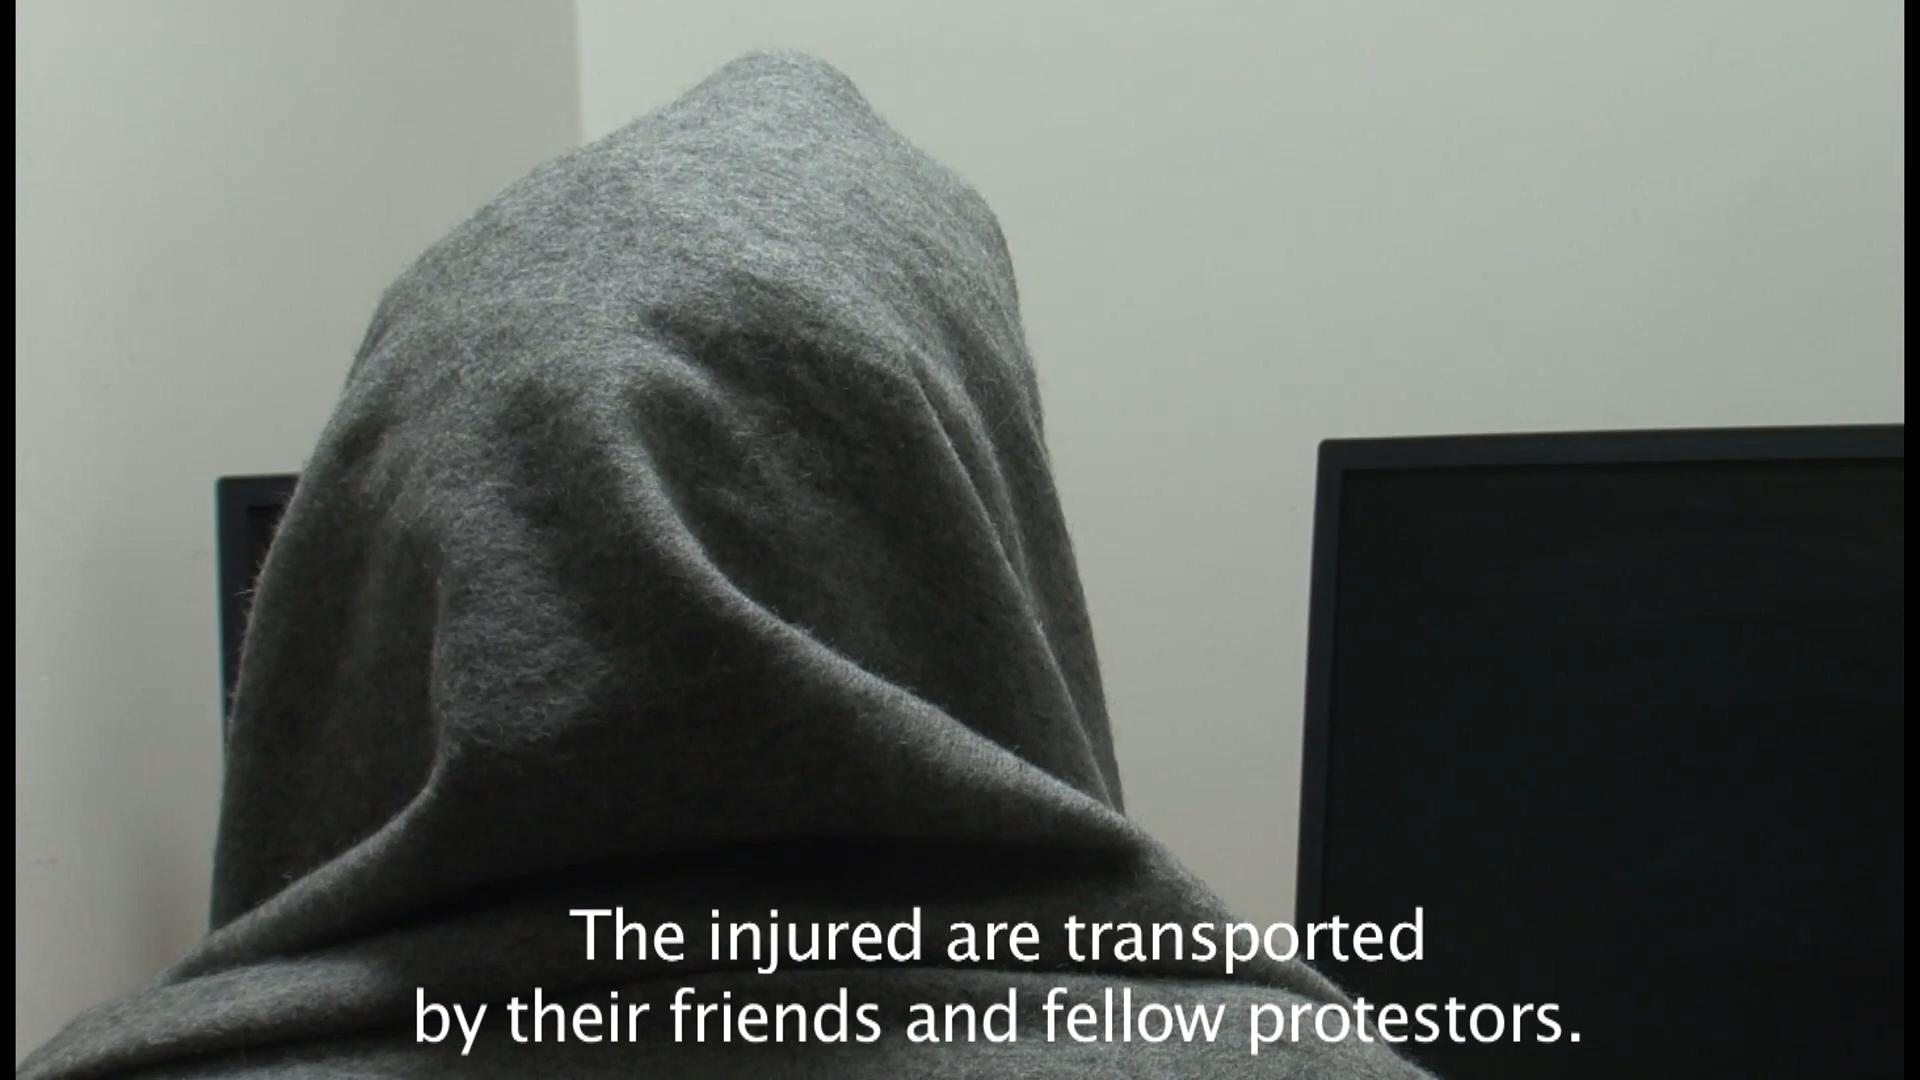 The injured are transported
by their friends and fellow protestors.